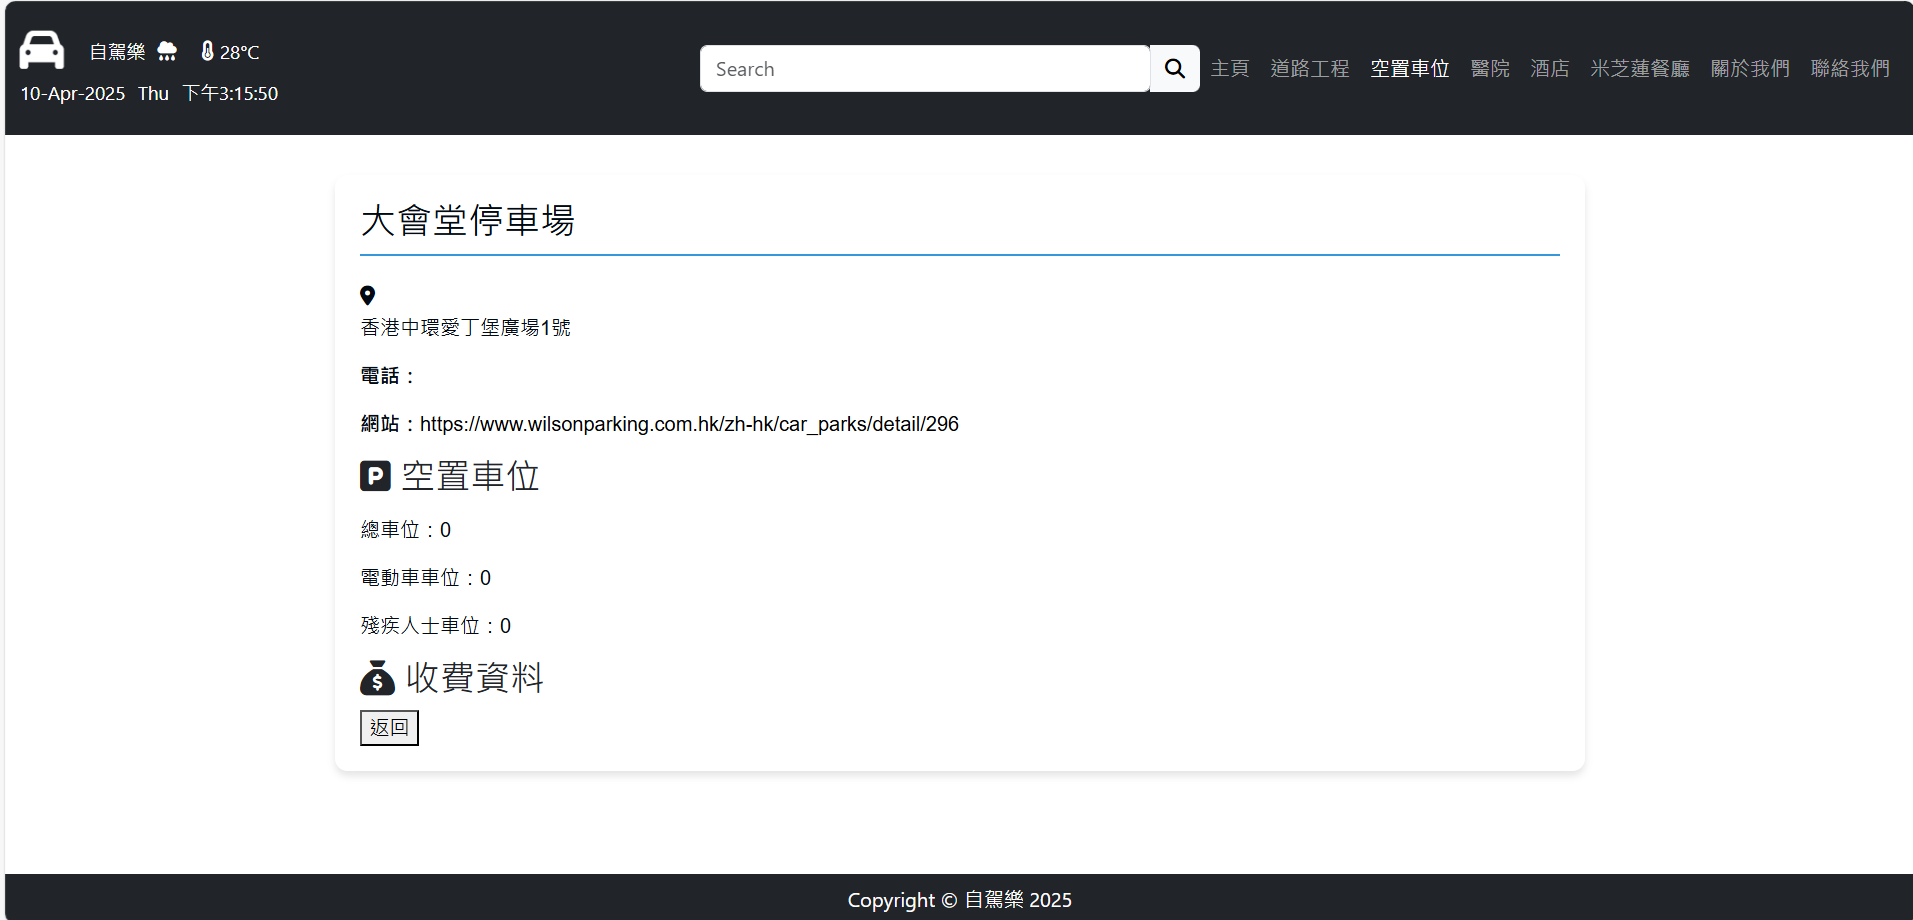 自駕樂 28°C
10-Apr-2025 Thu 下午3:15:50
Search
主頁 道路工程 空置車位 醫院 酒店 米芝蓮餐廳 關於我們 聯絡我們
大會堂停車場
香港中環愛丁堡廣場1號
電話：
網站：https://www.wilsonparking.com.hk/zh-hk/car_parks/detail/296
P 空置車位
總車位：0
電動車車位：0
殘疾人士車位：0
$ 收費資料
返回
Copyright © 自駕樂 2025